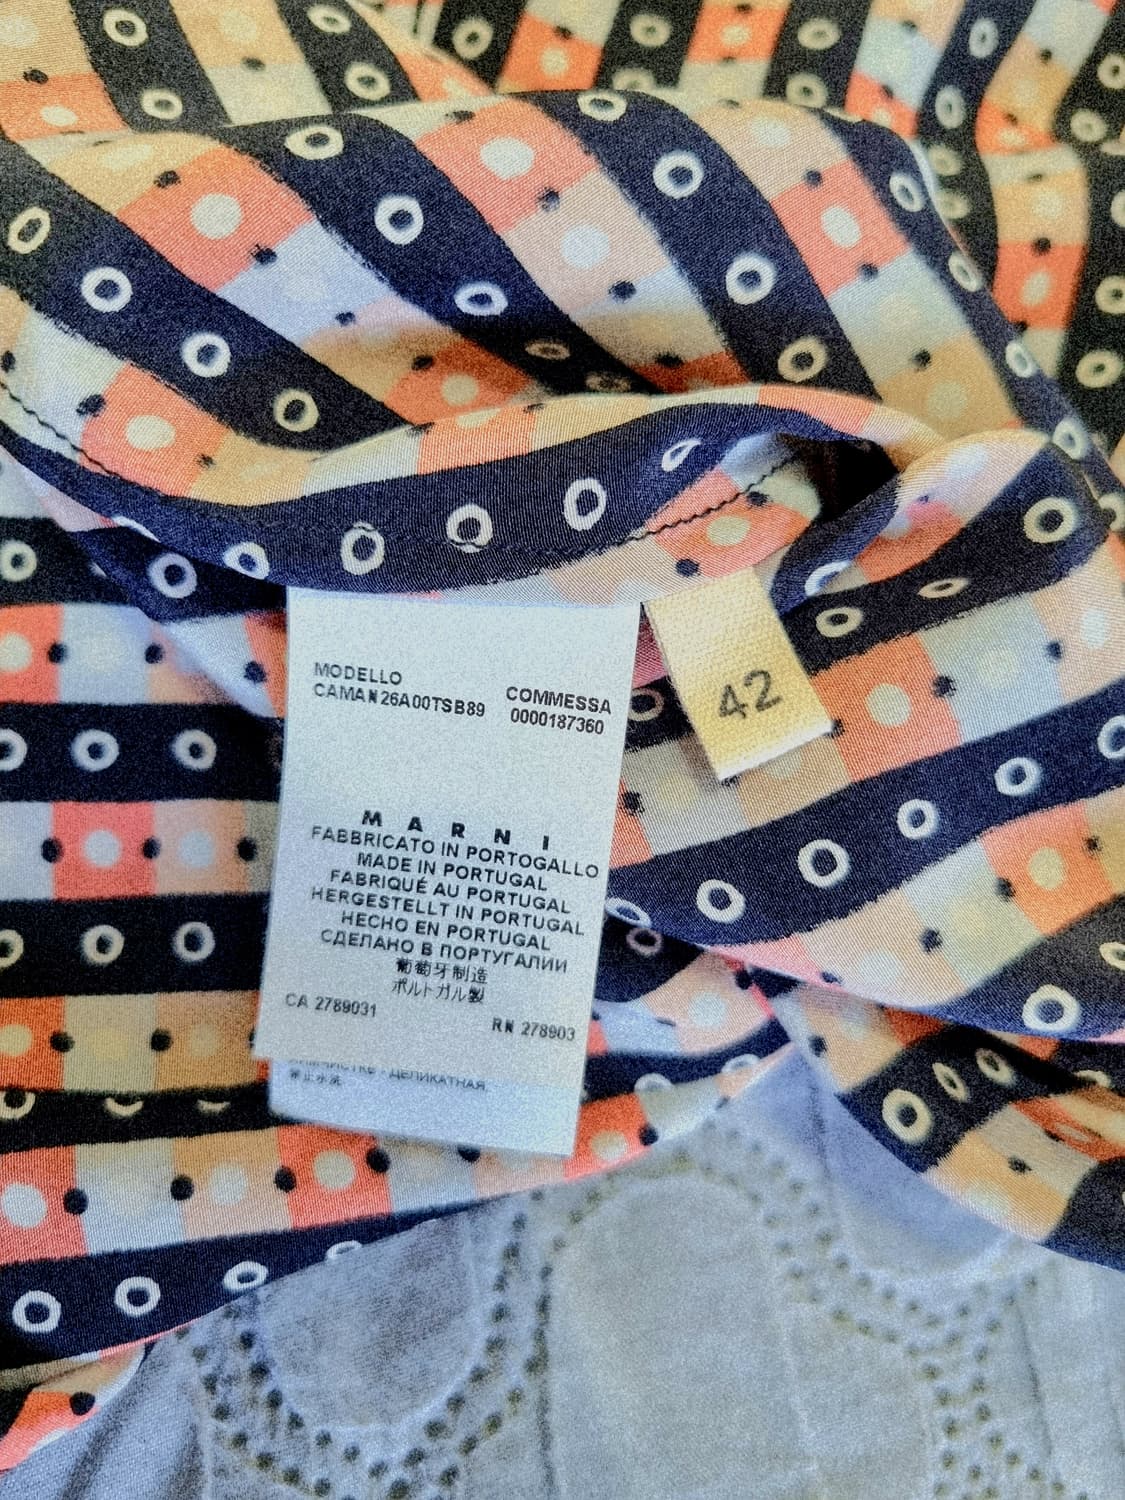 MODELLO
CAMAN26A00TSB89
COMMESSA
0000187360
42
MARNI
FABBRICATO IN PORTOGALLO
MADE IN PORTUGAL
FABRIQUÉ AU PORTUGAL
HERGESTELLT IN PORTUGAL
HECHO EN PORTUGAL
СДЕЛАНО В ПОРТУГАЛИИ
葡萄牙制造
ポルトガル製
CA 2789031
RN 278903
ДЕЛИКАТНАЯ.